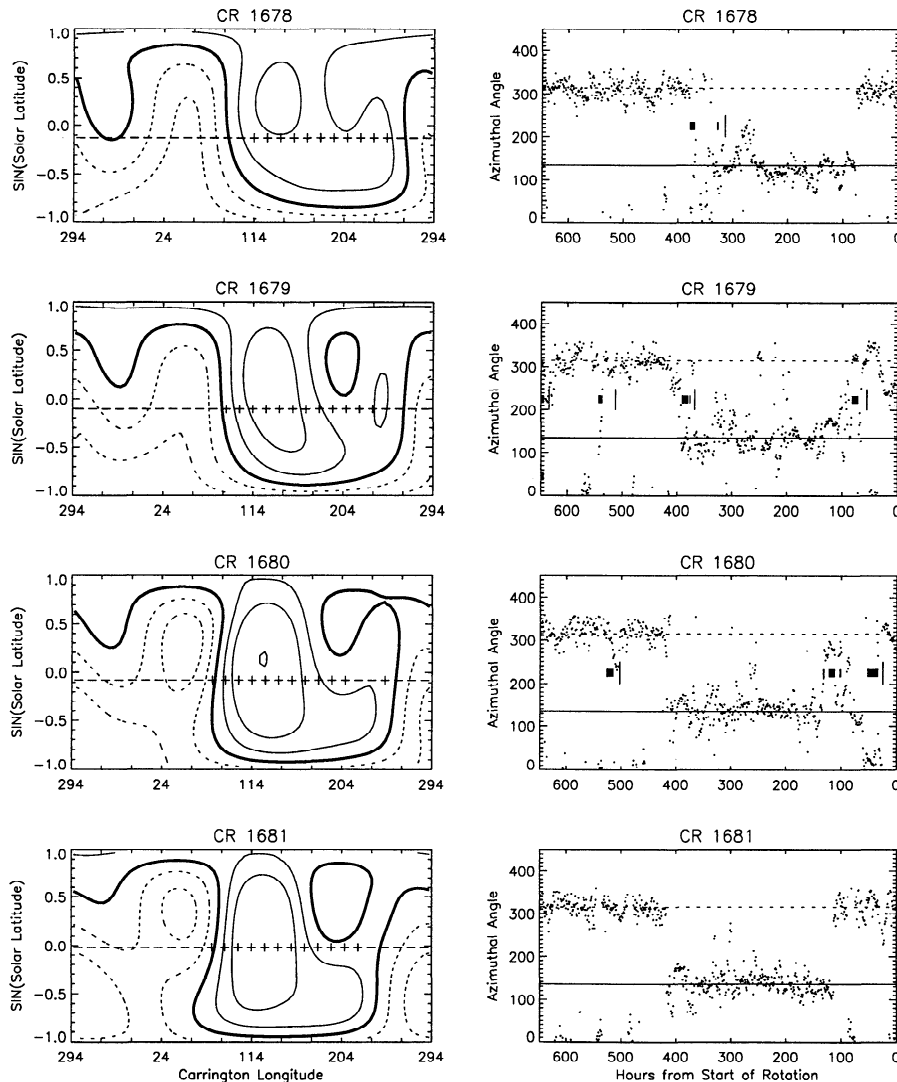 CR 1678
SIN(Solar Latitude)
1.0
0.5
0.0
−0.5
−1.0
294 24 114 204 294
CR 1678
Azimuthal Angle
400
300
200
100
0
600 500 400 300 200 100 0
CR 1679
SIN(Solar Latitude)
1.0
0.5
0.0
−0.5
−1.0
294 24 114 204 294
CR 1679
Azimuthal Angle
400
300
200
100
0
600 500 400 300 200 100 0
CR 1680
SIN(Solar Latitude)
1.0
0.5
0.0
−0.5
−1.0
294 24 114 204 294
CR 1680
Azimuthal Angle
400
300
200
100
0
600 500 400 300 200 100 0
CR 1681
SIN(Solar Latitude)
1.0
0.5
0.0
−0.5
−1.0
294 24 114 204 294
Carrington Longitude
CR 1681
Azimuthal Angle
400
300
200
100
0
600 500 400 300 200 100 0
Hours from Start of Rotation